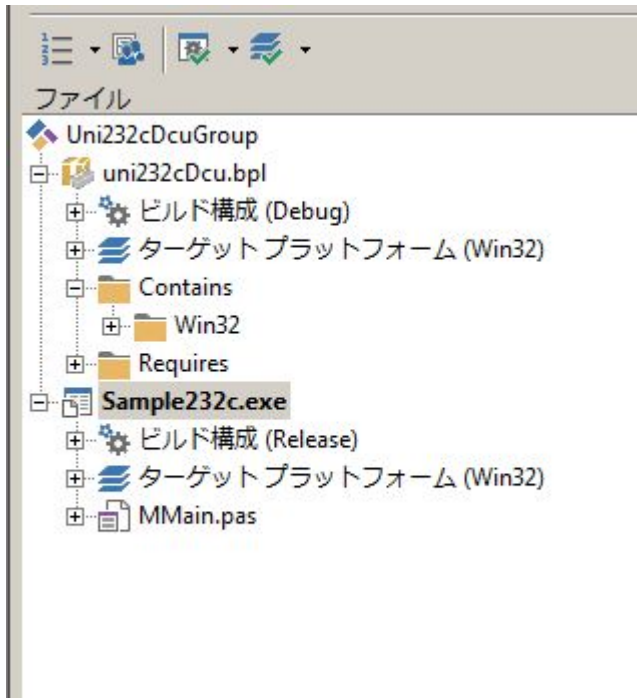 ファイル
Uni232cDcuGroup
uni232cDcu.bpl
ビルド構成 (Debug)
ターゲット プラットフォーム (Win32)
Contains
Win32
Requires
Sample232c.exe
ビルド構成 (Release)
ターゲット プラットフォーム (Win32)
MMain.pas